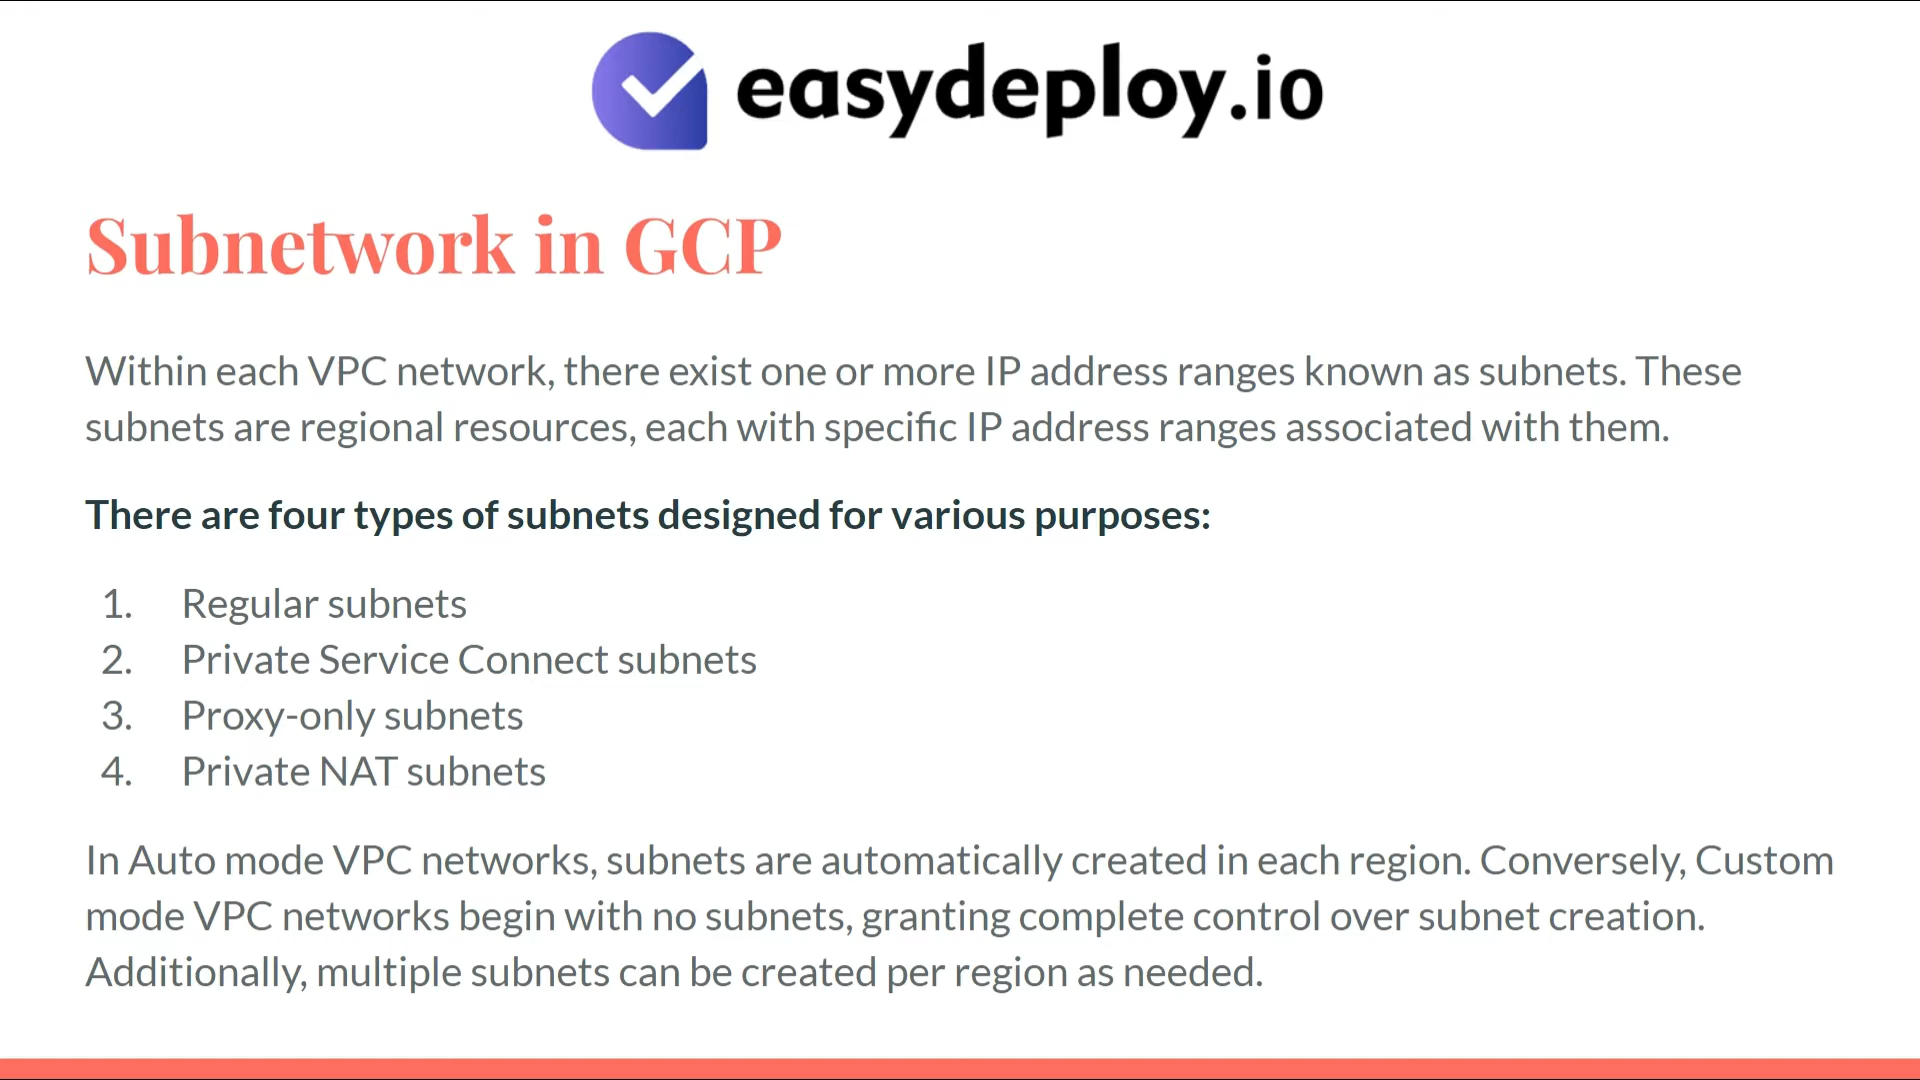 easydeploy.io
Subnetwork in GCP
Within each VPC network, there exist one or more IP address ranges known as subnets. These
subnets are regional resources, each with specific IP address ranges associated with them.
There are four types of subnets designed for various purposes:
1. Regular subnets
2. Private Service Connect subnets
3. Proxy-only subnets
4. Private NAT subnets
In Auto mode VPC networks, subnets are automatically created in each region. Conversely, Custom
mode VPC networks begin with no subnets, granting complete control over subnet creation.
Additionally, multiple subnets can be created per region as needed.